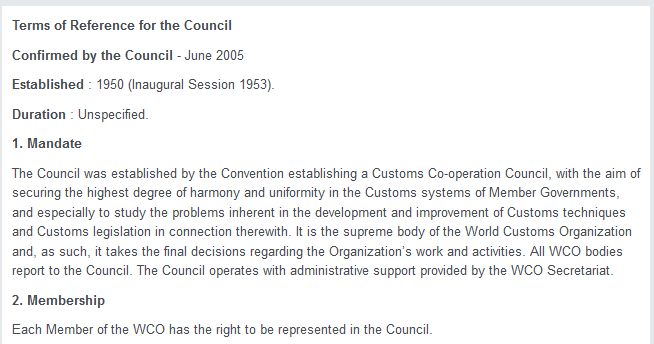 Terms of Reference for the Council
Confirmed by the Council - June 2005
Established : 1950 (Inaugural Session 1953).
Duration : Unspecified.
1. Mandate
The Council was established by the Convention establishing a Customs Co-operation Council, with the aim of
securing the highest degree of harmony and uniformity in the Customs systems of Member Governments,
and especially to study the problems inherent in the development and improvement of Customs techniques
and Customs legislation in connection therewith. It is the supreme body of the World Customs Organization
and, as such, it takes the final decisions regarding the Organization's work and activities. All WCO bodies
report to the Council. The Council operates with administrative support provided by the WCO Secretariat.
2. Membership
Each Member of the WCO has the right to be represented in the Council.